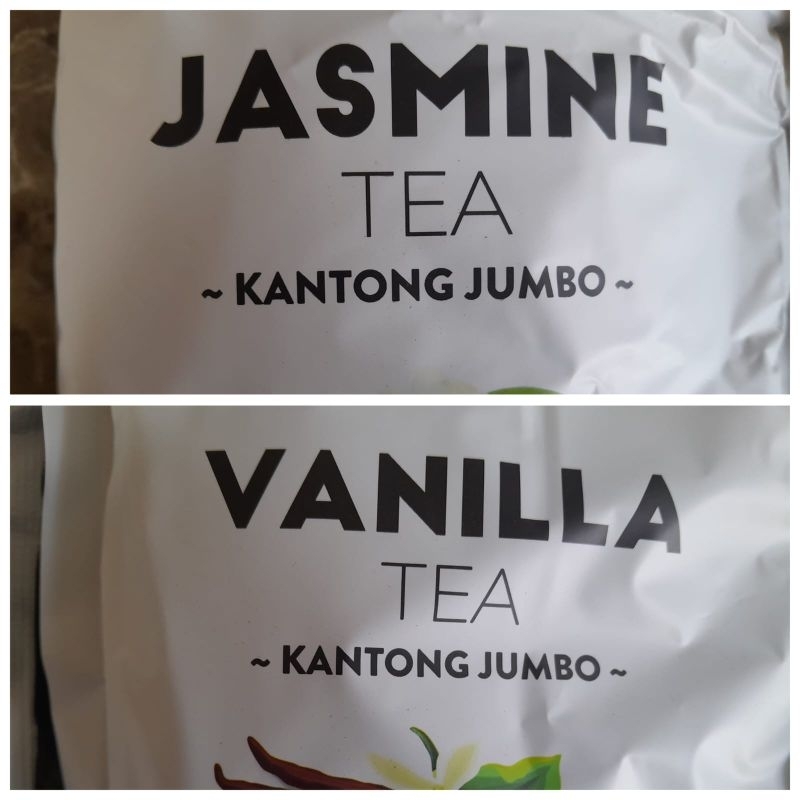 JASMINE
TEA
~ KANTONG JUMBO ~
VANILLA
TEA
~ KANTONG JUMBO ~